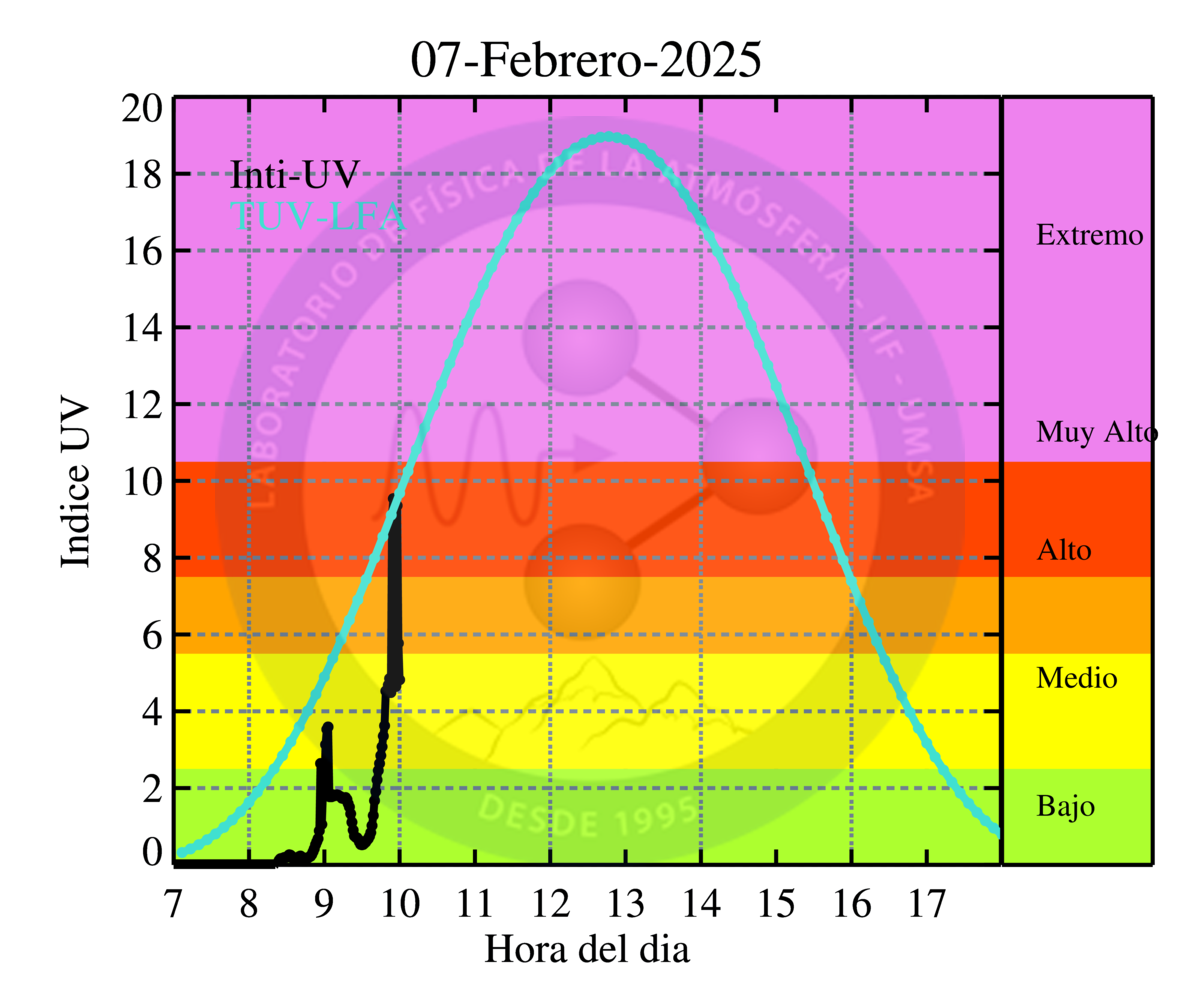 07-Febrero-2025
20
18
16
14
12
10
8
6
4
2
0
Indice UV
Inti-UV
TUV-LFA
LABORATORIO DE FÍSICA DE LA ATMÓSFERA - IIF - UMSA
DESDE 1995
Extremo
Muy Alto
Alto
Medio
Bajo
7 8 9 10 11 12 13 14 15 16 17
Hora del dia